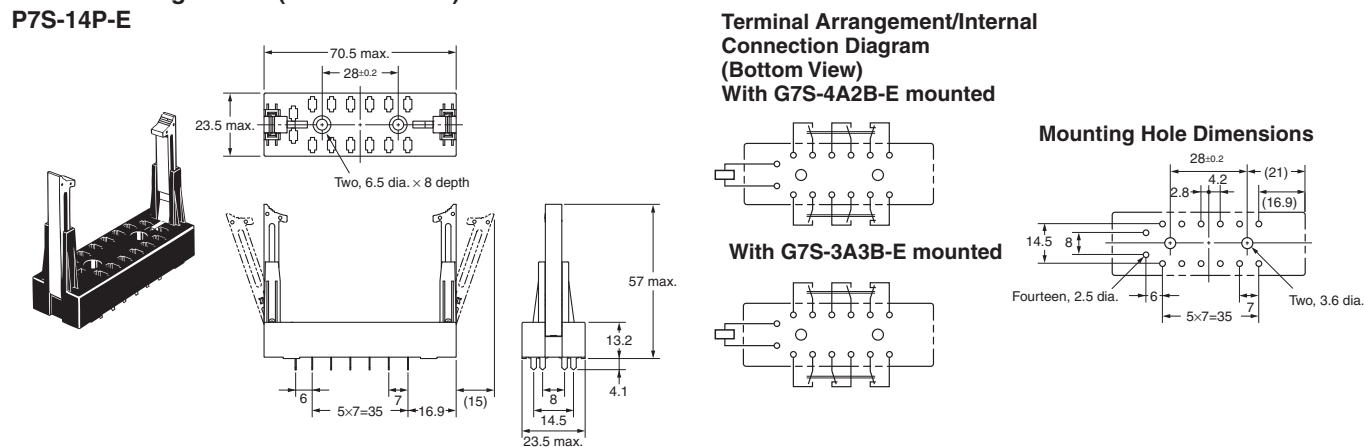 P7S-14P-E
70.5 max.
28±0.2
23.5 max.
Two, 6.5 dia. × 8 depth
57 max.
13.2
4.1
6
7
(15)
5×7=35
16.9
8
14.5
23.5 max.
Terminal Arrangement/Internal
Connection Diagram
(Bottom View)
With G7S-4A2B-E mounted
With G7S-3A3B-E mounted
Mounting Hole Dimensions
28±0.2
(21)
4.2
2.8
(16.9)
14.5
8
Fourteen, 2.5 dia.
6
7
Two, 3.6 dia.
5×7=35